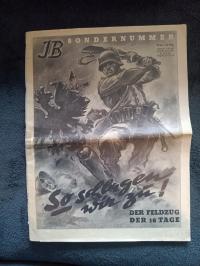 JB SONDERNUMMER
So schlugen
wir zu!
DER FELDZUG
DER 18 TAGE